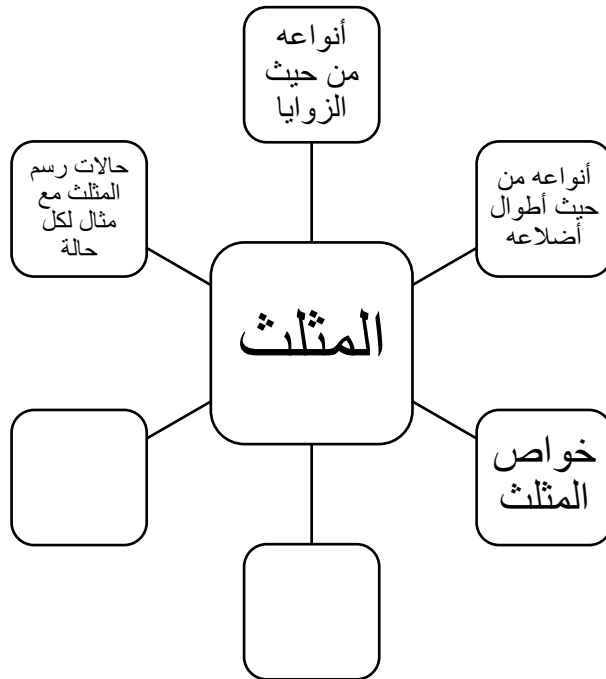 أنواعه
من حيث
الزوايا
أنواعه من
حيث أطوال
أضلاعه
خواص
المثلث
حالات رسم
المثلث مع
مثال لكل
حالة
المثلث